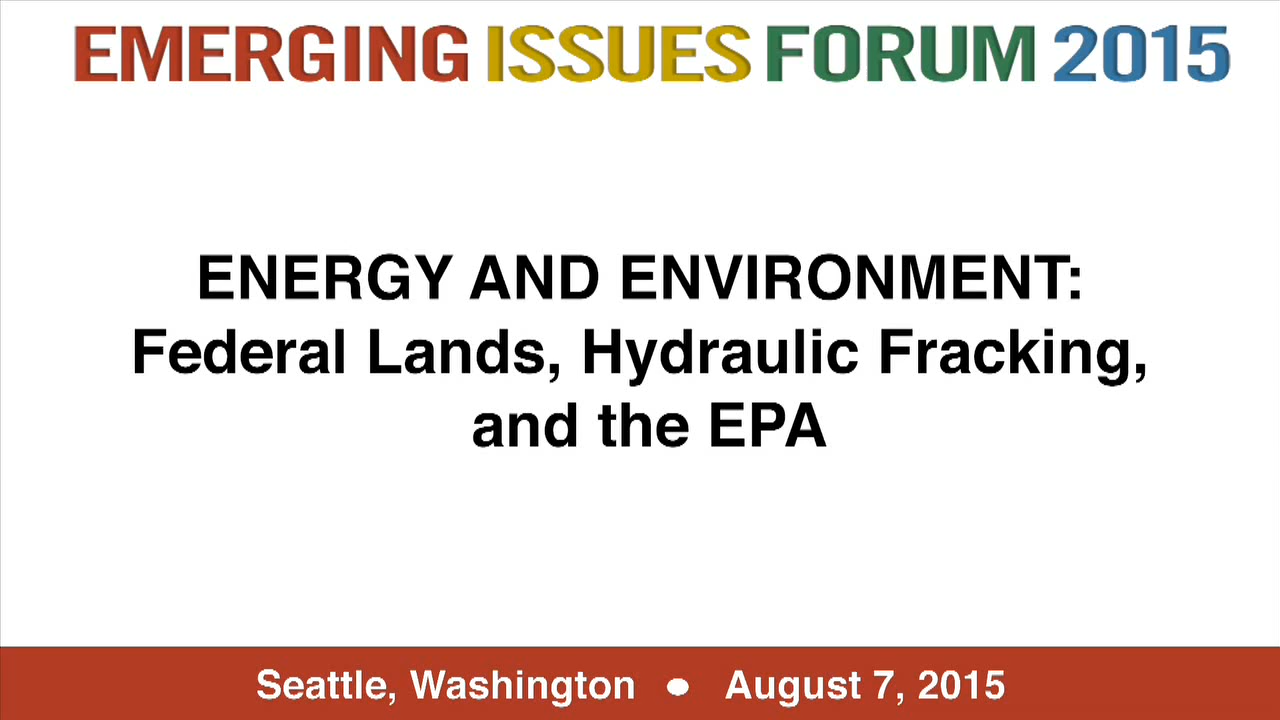 EMERGING ISSUES FORUM 2015
ENERGY AND ENVIRONMENT:
Federal Lands, Hydraulic Fracking,
and the EPA
Seattle, Washington ● August 7, 2015